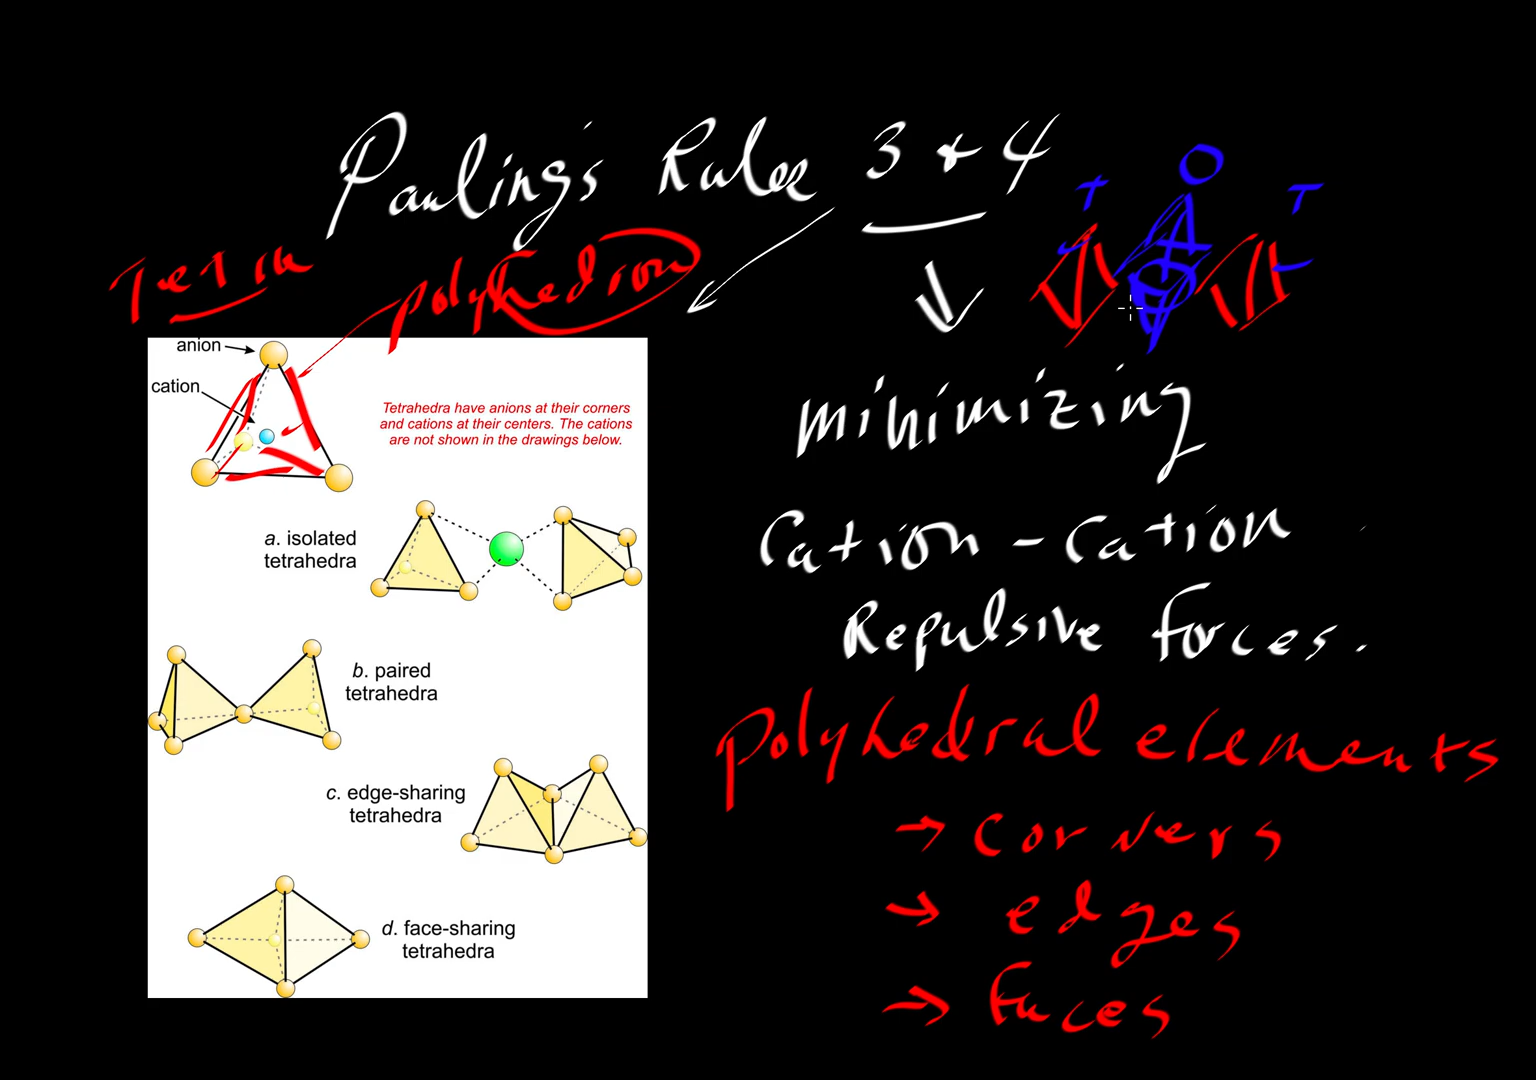 Pauling's Rules 3 + 4
O
T
T
Tetra
polyhedron
anion
cation
Tetrahedra have anions at their corners
and cations at their centers. The cations
are not shown in the drawings below.
a. isolated
tetrahedra
b. paired
tetrahedra
c. edge-sharing
tetrahedra
d. face-sharing
tetrahedra
minimizing
Cation - Cation
Repulsive forces.
polyhedral elements
→ corners
→ edges
→ faces